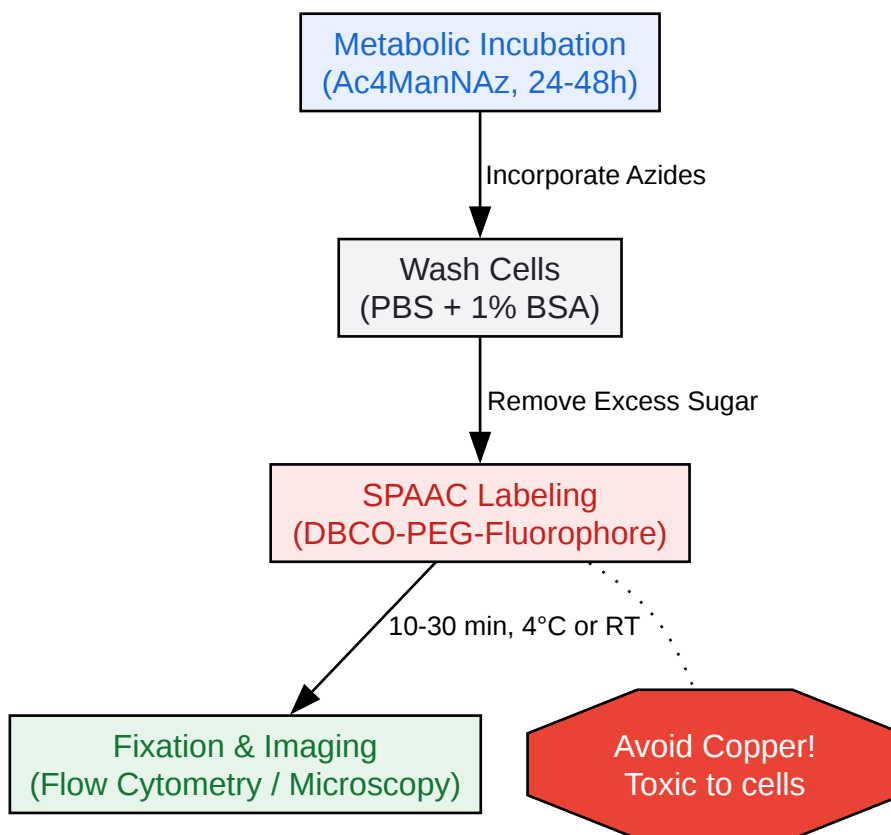 Metabolic Incubation
(Ac4ManNAz, 24-48h)
Incorporate Azides
Wash Cells
(PBS + 1% BSA)
Remove Excess Sugar
SPAAC Labeling
(DBCO-PEG-Fluorophore)
10-30 min, 4°C or RT
Fixation & Imaging
(Flow Cytometry / Microscopy)
Avoid Copper!
Toxic to cells